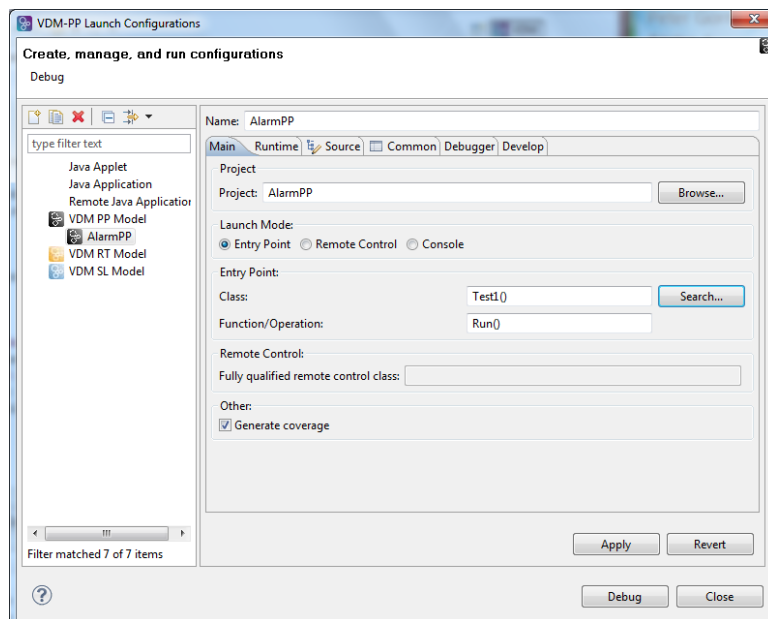 VDM-PP Launch Configurations
Create, manage, and run configurations
Debug
type filter text
Java Applet
Java Application
Remote Java Application
VDM PP Model
AlarmPP
VDM RT Model
VDM SL Model
Filter matched 7 of 7 items
Name: AlarmPP
Main Runtime Source Common Debugger Develop
Project
Project: AlarmPP Browse...
Launch Mode:
Entry Point Remote Control Console
Entry Point:
Class: Test1() Search...
Function/Operation: Run()
Remote Control:
Fully qualified remote control class:
Other:
Generate coverage
Apply Revert
Debug Close